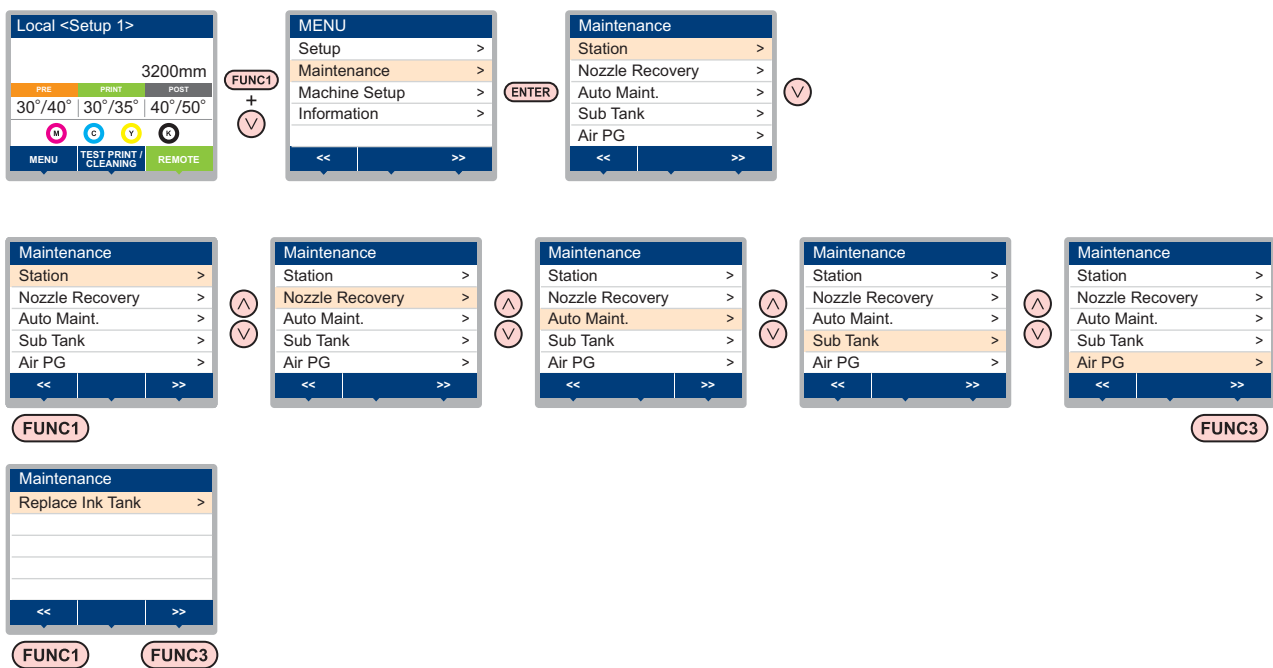 Local <Setup 1>
3200mm
PRE PRINT POST
30°/40° 30°/35° 40°/50°
M C Y K
MENU TEST PRINT / CLEANING REMOTE
FUNC1
+
MENU
Setup >
Maintenance >
Machine Setup >
Information >
<< >>
ENTER
Maintenance
Station >
Nozzle Recovery >
Auto Maint. >
Sub Tank >
Air PG >
<< >>
Maintenance
Station >
Nozzle Recovery >
Auto Maint. >
Sub Tank >
Air PG >
<< >>
FUNC1
Maintenance
Station >
Nozzle Recovery >
Auto Maint. >
Sub Tank >
Air PG >
<< >>
Maintenance
Station >
Nozzle Recovery >
Auto Maint. >
Sub Tank >
Air PG >
<< >>
Maintenance
Station >
Nozzle Recovery >
Auto Maint. >
Sub Tank >
Air PG >
<< >>
Maintenance
Station >
Nozzle Recovery >
Auto Maint. >
Sub Tank >
Air PG >
<< >>
FUNC3
Maintenance
Replace Ink Tank >
<< >>
FUNC1 FUNC3